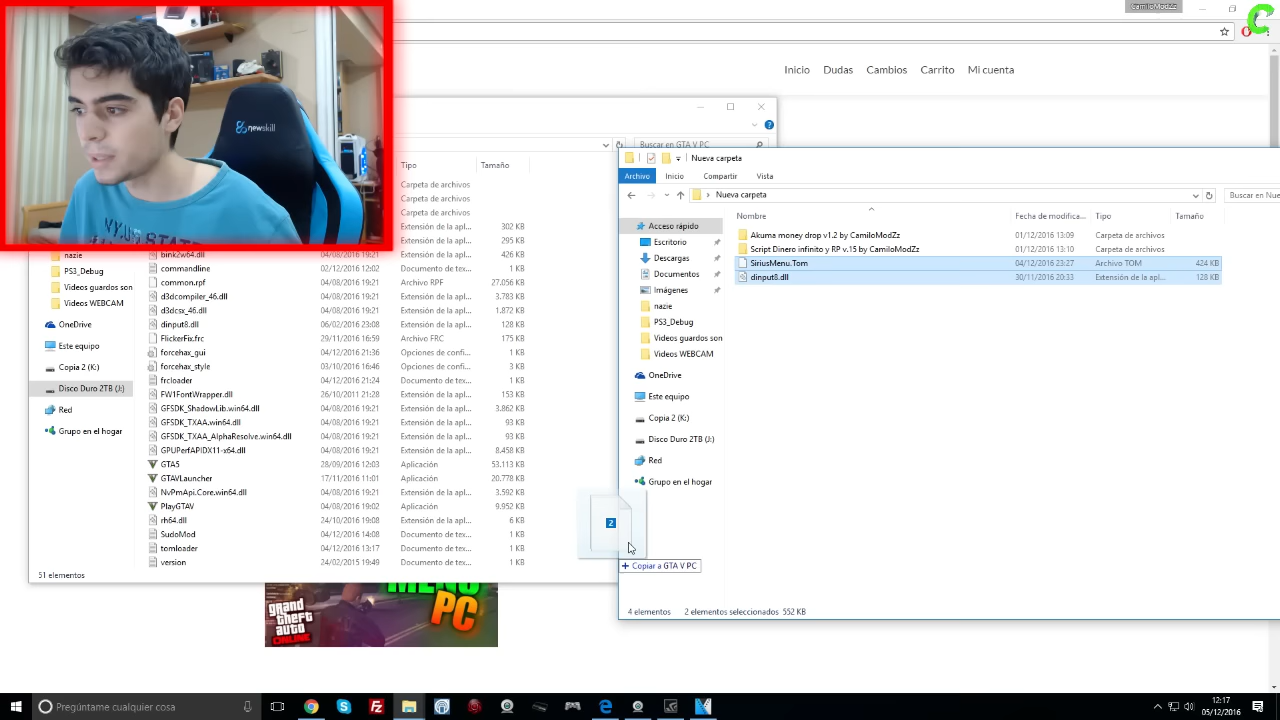 CamiloModZz
Inicio Dudas Cambios Carrito Mi cuenta
newskill
NEW YORK STATE
Buscar en GTA V PC
Tipo Tamaño
Carpeta de archivos
Carpeta de archivos
Carpeta de archivos
Extensión de la apl... 302 KB
Extensión de la apl... 295 KB
bink2w64.dll 04/08/2016 19:21 Extensión de la apl... 426 KB
commandline 02/12/2016 12:02 Documento de tex... 1 KB
common.rpf 04/08/2016 19:21 Archivo RPF 27.056 KB
d3dcompiler_46.dll 04/08/2016 19:21 Extensión de la apl... 3.783 KB
d3dcsx_46.dll 04/08/2016 19:21 Extensión de la apl... 1.872 KB
dinput8.dll 06/02/2016 23:08 Extensión de la apl... 128 KB
FlickerFix.frc 29/11/2016 16:59 Archivo FRC 175 KB
forcehax_gui 04/12/2016 21:36 Opciones de confi... 1 KB
forcehax_style 03/10/2016 16:46 Opciones de confi... 3 KB
frcloader 04/12/2016 21:24 Documento de tex... 1 KB
FW1FontWrapper.dll 26/10/2011 21:28 Extensión de la apl... 153 KB
GFSDK_ShadowLib.win64.dll 04/08/2016 19:21 Extensión de la apl... 3.862 KB
GFSDK_TXAA.win64.dll 04/08/2016 19:21 Extensión de la apl... 93 KB
GFSDK_TXAA_AlphaResolve.win64.dll 04/08/2016 19:21 Extensión de la apl... 93 KB
GPUPerfAPIDX11-x64.dll 04/08/2016 19:21 Extensión de la apl... 8.458 KB
GTA5 28/09/2016 12:03 Aplicación 53.113 KB
GTAVLauncher 17/11/2016 11:01 Aplicación 20.778 KB
NvPmApi.Core.win64.dll 04/08/2016 19:21 Extensión de la apl... 3.592 KB
PlayGTAV 04/08/2016 19:21 Aplicación 9.952 KB
rh64.dll 24/10/2016 19:08 Extensión de la apl... 6 KB
SudoMod 04/12/2016 14:08 Documento de tex... 1 KB
tomloader 04/12/2016 13:17 Documento de tex... 1 KB
version 24/02/2015 15:49 Documento de tex... 1 KB
nazie
PS3_Debug
Videos guardos son
Videos WEBCAM
OneDrive
Este equipo
Copia 2 (K:)
Disco Duro 2TB (J:)
Red
Grupo en el hogar
51 elementos
Nueva carpeta
Archivo Inicio Compartir Vista
Nueva carpeta
Buscar en Nue
Nombre Fecha de modifica... Tipo Tamaño
Akuma money drop v1.2 by CamiloModZz 01/12/2016 13:09 Carpeta de archivos
Script Dinero infinito y RP v.15 by CamiloModZz 01/12/2016 13:10 Carpeta de archivos
SiriusMenu.Tom 04/12/2016 23:27 Archivo TOM 424 KB
dinput8.dll 30/11/2016 20:33 Extensión de la apl... 128 KB
Acceso rápido
Escritorio
Descargas
Documentos
Imágenes
nazie
PS3_Debug
Videos guardos son
Videos WEBCAM
OneDrive
Este equipo
Copia 2 (K:)
Disco Duro 2TB (J:)
Red
Grupo en el hogar
2
Copiar a GTA V PC
4 elementos 2 elementos seleccionados 552 KB
MENU
PC
grand
theft
auto
ONLINE
Pregúntame cualquier cosa
12:17
05/12/2016